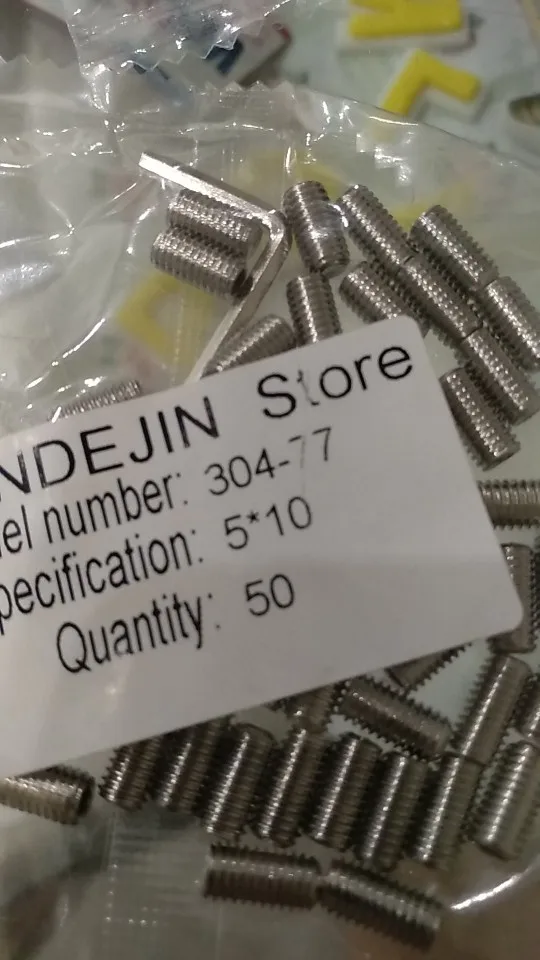 NDEJIN Store
el number: 304-77
pecification: 5*10
Quantity: 50